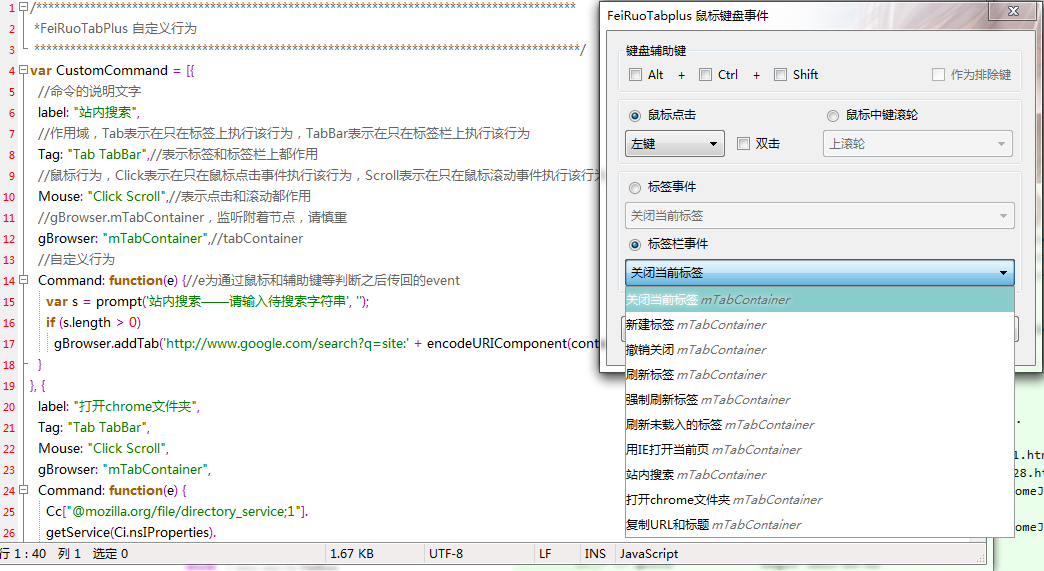 1 /******************************************************************************************
2 *FeiRuoTabPlus 自定义行为
3 ******************************************************************************************/
4 var CustomCommand = [{
5 //命令的说明文字
6 label: "站内搜索",
7 //作用域，Tab表示在只在标签上执行该行为，TabBar表示在只在标签栏上执行该行为
8 Tag: "Tab TabBar",//表示标签和标签栏上都作用
9 //鼠标行为，Click表示在只在鼠标点击事件执行该行为，Scroll表示在只在鼠标滚动事件执行该行为
10 Mouse: "Click Scroll",//表示点击和滚动都作用
11 //gBrowser.mTabContainer，监听附着节点，请慎重
12 gBrowser: "mTabContainer",//tabContainer
13 //自定义行为
14 Command: function(e) {//e为通过鼠标和辅助键等判断之后传回的event
15 var s = prompt('站内搜索——请输入待搜索字符串', '');
16 if (s.length > 0)
17 gBrowser.addTab('http://www.google.com/search?q=site:' + encodeURIComponent(cont
18 }
19 }, {
20 label: "打开chrome文件夹",
21 Tag: "Tab TabBar",
22 Mouse: "Click Scroll",
23 gBrowser: "mTabContainer",
24 Command: function(e) {
25 Cc["@mozilla.org/file/directory_service;1"].
26 getService(Ci.nsIProperties).
行 1 : 40 列 1 选定 0 1.67 KB UTF-8 LF INS JavaScript
FeiRuoTabplus 鼠标键盘事件
键盘辅助键
Alt + Ctrl + Shift 作为排除键
鼠标点击 鼠标中键滚轮
左键 双击 上滚轮
标签事件
关闭当前标签
标签栏事件
关闭当前标签
关闭当前标签 mTabContainer
新建标签 mTabContainer
撤销关闭 mTabContainer
刷新标签 mTabContainer
强制刷新标签 mTabContainer
刷新未载入的标签 mTabContainer
用IE打开当前页 mTabContainer
站内搜索 mTabContainer
打开chrome文件夹 mTabContainer
复制URL和标题 mTabContainer
1.htm
28.ht
omeJ
omeJ